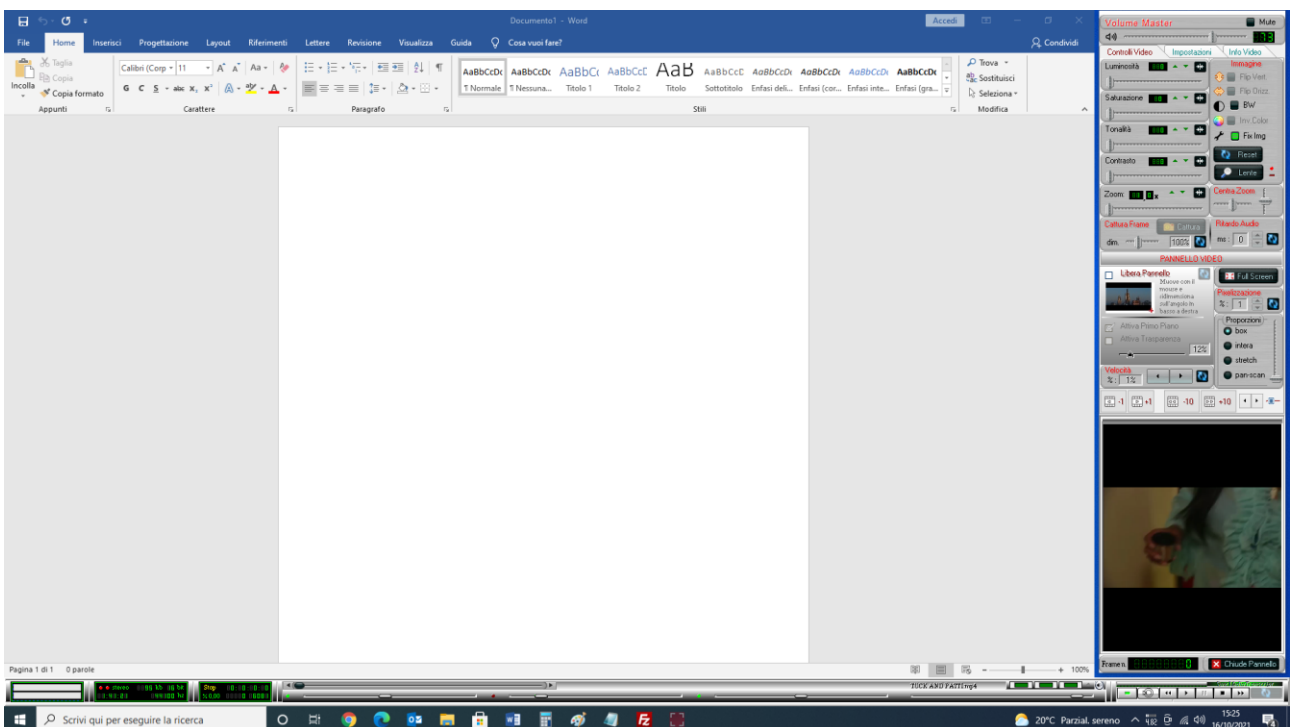 Documento1 - Word
Accedi
File Home Inserisci Progettazione Layout Riferimenti Lettere Revisione Visualizza Guida Cosa vuoi fare? Condividi
Incolla
Taglia
Copia
Copia formato
Calibri (Corp 11
Aa
G C S abc x₂ x²
AaBbCcDc AaBbCcDc AaBbCc AaBbCcC AaB AaBbCcC AaBbCcDc AaBbCcDc AaBbCcDc AaBbCcDc
¶ Normale ¶ Nessuna... Titolo 1 Titolo 2 Titolo Sottotitolo Enfasi deli... Enfasi (cor... Enfasi inte... Enfasi (gra...
Trova
Sostituisci
Seleziona
Appunti Carattere Paragrafo Stili Modifica
Volume Master Mute
73
Controlli Video Impostazioni Info Video
Luminosità
Saturazione
Tonalità
Contrasto
Immagine
Flip Vert.
Flip Orizz.
BW
Inv.Color
Fix Img
Reset
Lente
Zoom
Centra Zoom
Cattura Frame Cattura
dim. 100%
Ritardo Audio
ms: 0
PANNELLO VIDEO
Libera Pannello
Muovi con il
mouse e
ridimensiona
sull'angolo in
basso a destra
Full Screen
Pixelizzazione
%: 1
Attiva Primo Piano
Attiva Trasparenza
12%
Proporzioni
box
intera
stretch
pan-scan
Velocità
%: 1%
-1 +1 -10 +10
Frame n. 0 Chiude Pannello
Pagina 1 di 1 0 parole 100%
Stop
Scrivi qui per eseguire la ricerca
20°C Parzial. sereno
15:25
16/10/2021